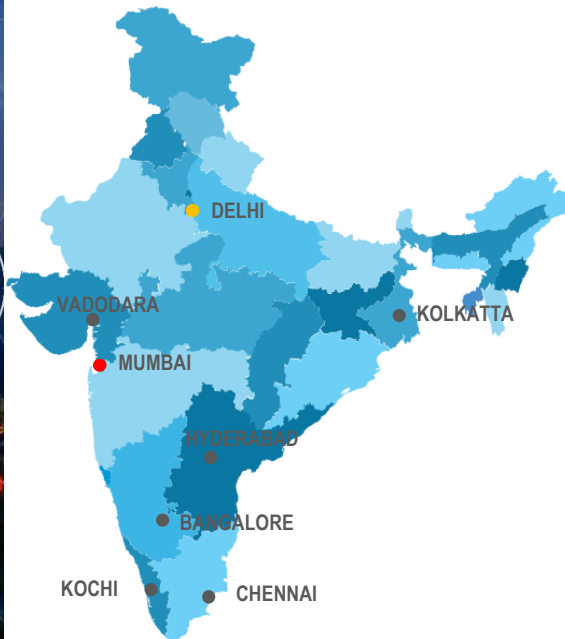 DELHI
VADODARA
KOLKATTA
MUMBAI
HYDERABAD
BANGALORE
KOCHI
CHENNAI